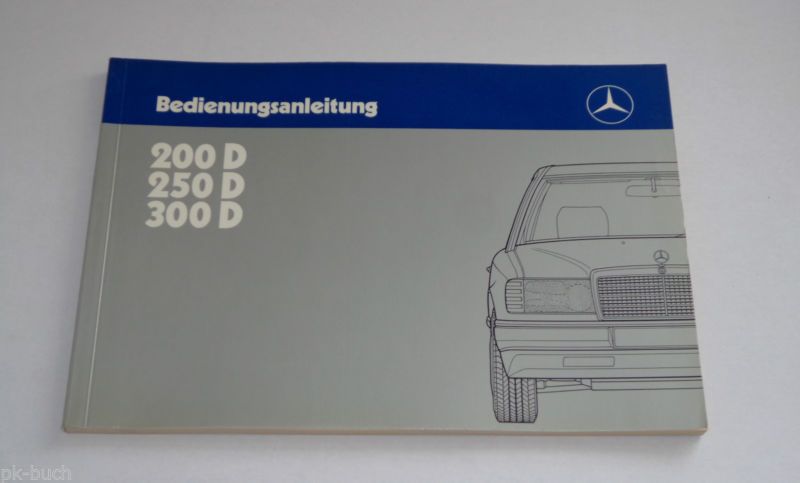 Bedienungsanleitung
200 D
250 D
300 D
pk-buch